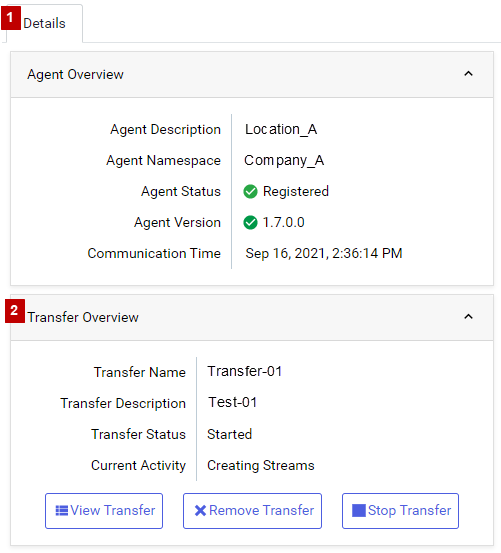 1 Details
Agent Overview
Agent Description Location_A
Agent Namespace Company_A
Agent Status Registered
Agent Version 1.7.0.0
Communication Time Sep 16, 2021, 2:36:14 PM
2 Transfer Overview
Transfer Name Transfer-01
Transfer Description Test-01
Transfer Status Started
Current Activity Creating Streams
View Transfer Remove Transfer Stop Transfer